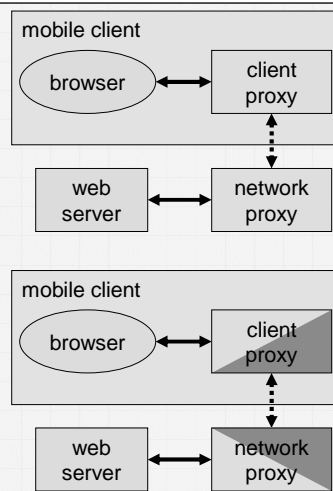 mobile client
browser
client
proxy
web
server
network
proxy
mobile client
browser
client
proxy
web
server
network
proxy